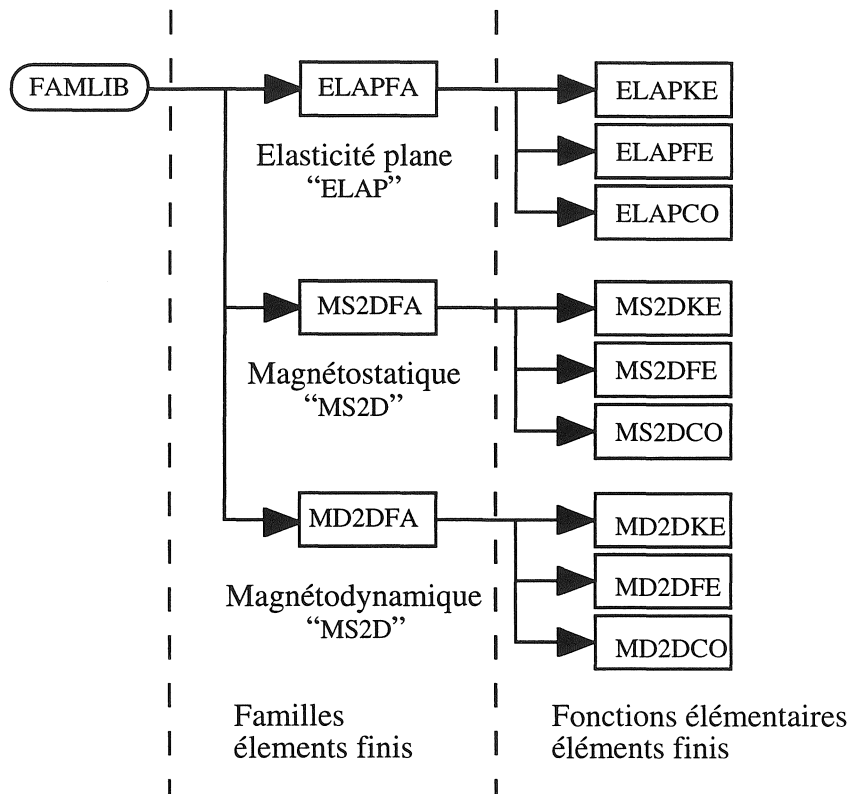 FAMLIB
ELAPFA
Elasticité plane
“ELAP”
ELAPKE
ELAPFE
ELAPCO
MS2DFA
Magnétostatique
“MS2D”
MS2DKE
MS2DFE
MS2DCO
MD2DFA
Magnétodynamique
“MS2D”
MD2DKE
MD2DFE
MD2DCO
Familles
élements finis
Fonctions élémentaires
éléments finis